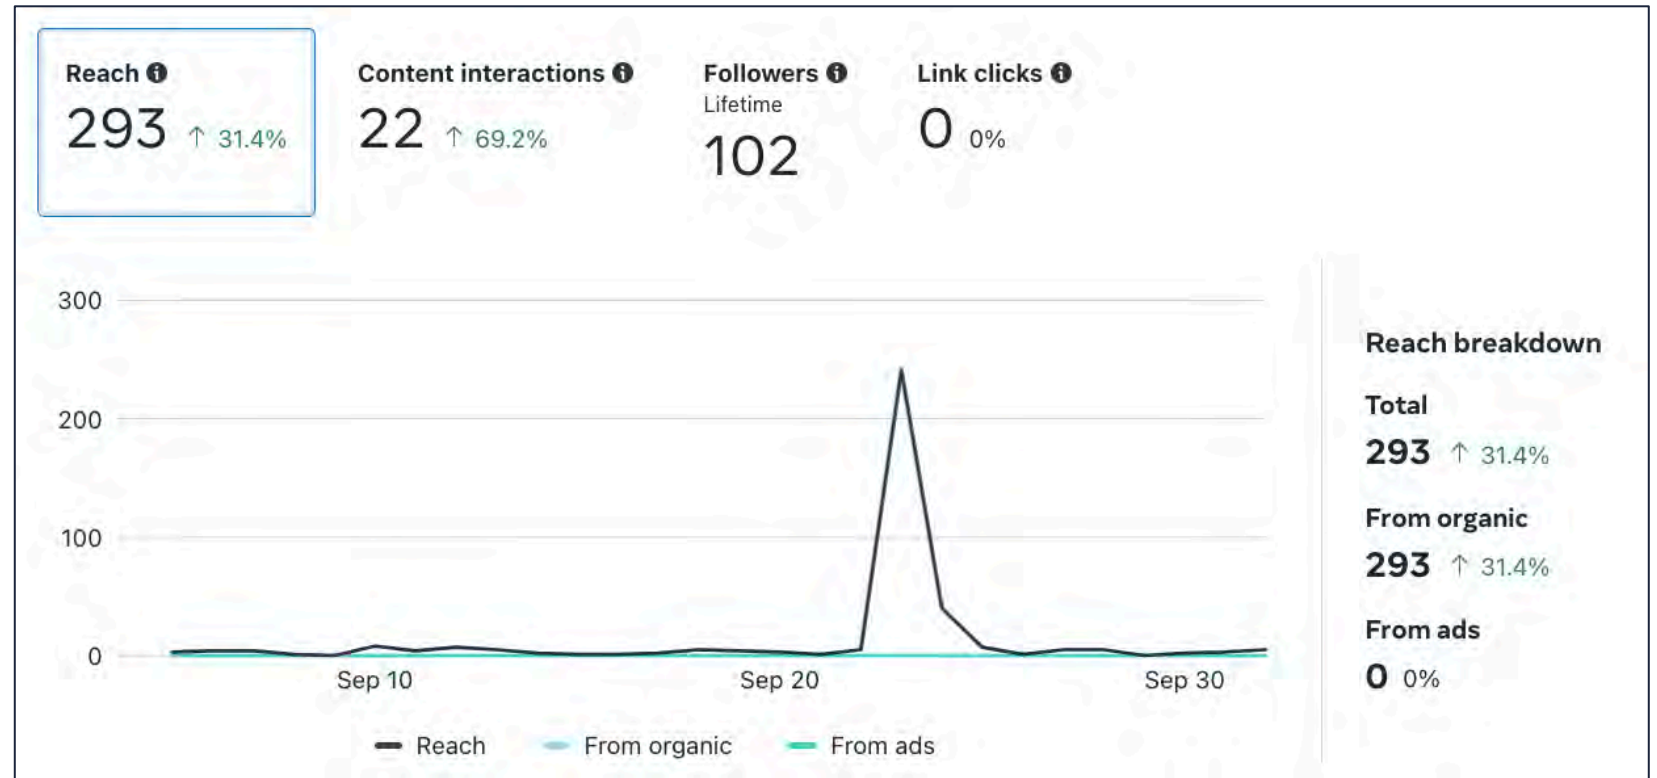 Reach
293 ↑ 31.4%
Content interactions
22 ↑ 69.2%
Followers
Lifetime
102
Link clicks
0 0%
300
200
100
0
Sep 10
Sep 20
Sep 30
Reach
From organic
From ads
Reach breakdown
Total
293 ↑ 31.4%
From organic
293 ↑ 31.4%
From ads
0 0%